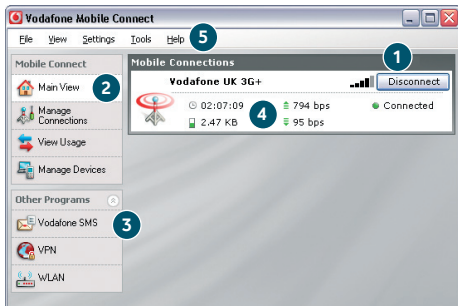 Vodafone Mobile Connect
File View Settings Tools Help 5
Mobile Connect
Main View 2
Manage Connections
View Usage
Manage Devices
Other Programs
Vodafone SMS 3
VPN
WLAN
Mobile Connections
1
Vodafone UK 3G+ Disconnect
02:07:09 794 bps Connected
4
2.47 KB 95 bps